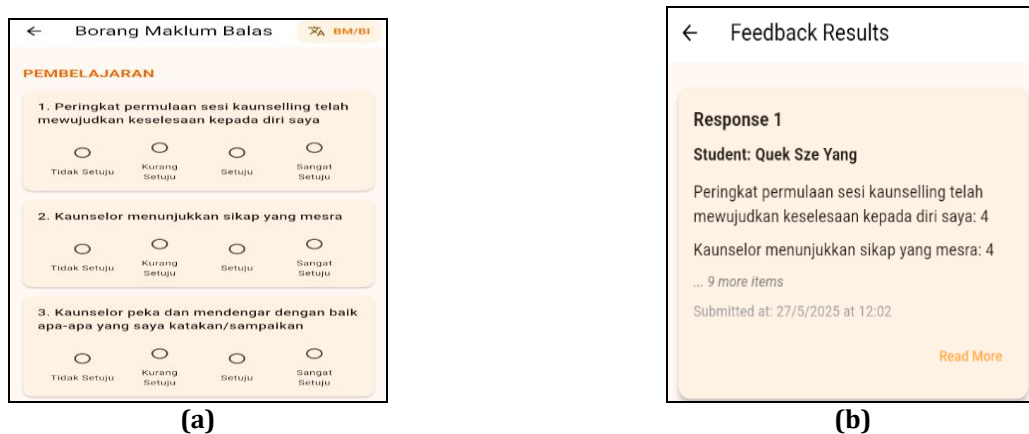 ← Borang Maklum Balas BM/BI
PEMBELAJARAN
1. Peringkat permulaan sesi kaunselling telah
mewujudkan keselesaan kepada diri saya
Tidak Setuju Kurang Setuju Setuju Sangat Setuju
2. Kaunselor menunjukkan sikap yang mesra
Tidak Setuju Kurang Setuju Setuju Sangat Setuju
3. Kaunselor peka dan mendengar dengan baik
apa-apa yang saya katakan/sampaikan
Tidak Setuju Kurang Setuju Setuju Sangat Setuju
(a)
← Feedback Results
Response 1
Student: Quek Sze Yang
Peringkat permulaan sesi kaunselling telah
mewujudkan keselesaan kepada diri saya: 4
Kaunselor menunjukkan sikap yang mesra: 4
... 9 more items
Submitted at: 27/5/2025 at 12:02
Read More
(b)